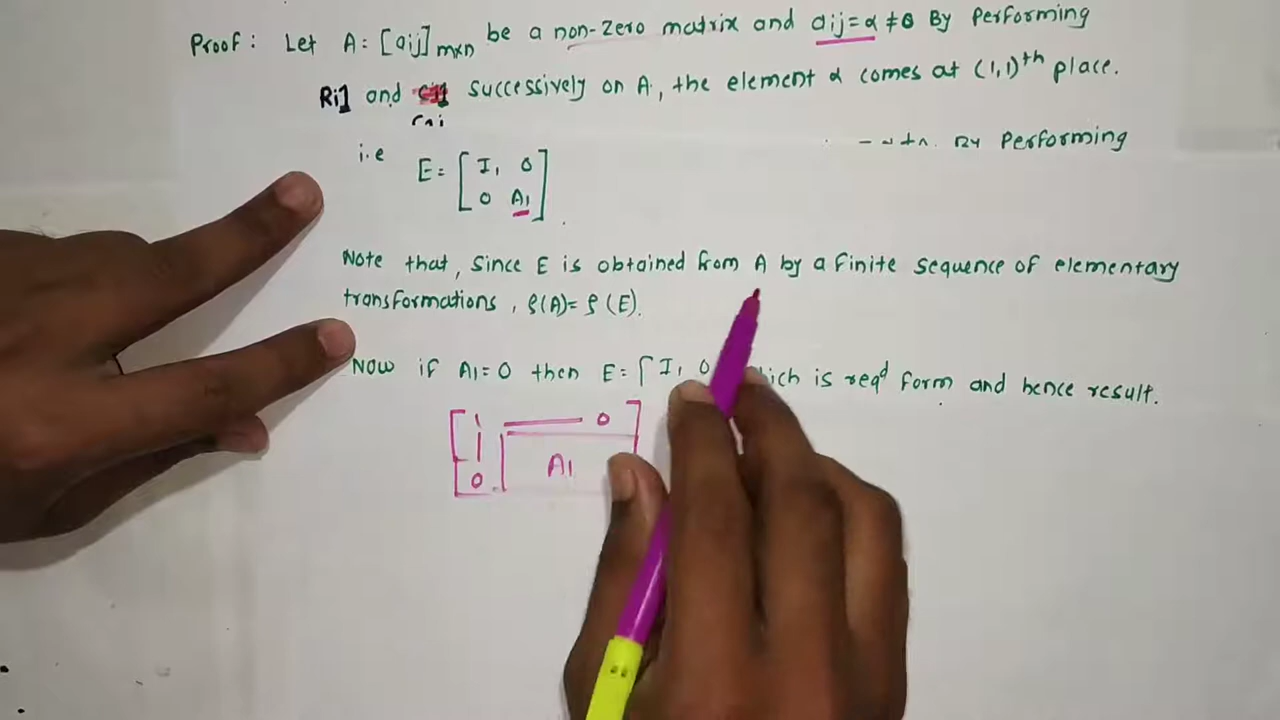 Proof: Let A = [aij]m×n be a non-zero matrix and aij = α ≠ 0 By Performing
Ri1 and successively on A, the element α comes at (1,1)th place.
By Performing
i.e E = [ I1 0
0 A1 ]
Note that, since E is obtained from A by a finite sequence of elementary
transformations, ρ(A) = ρ(E).
Now if A1 = 0 then E = [ I1 0 which is reqd form and hence result.
[ 1 0 ]
0 A1